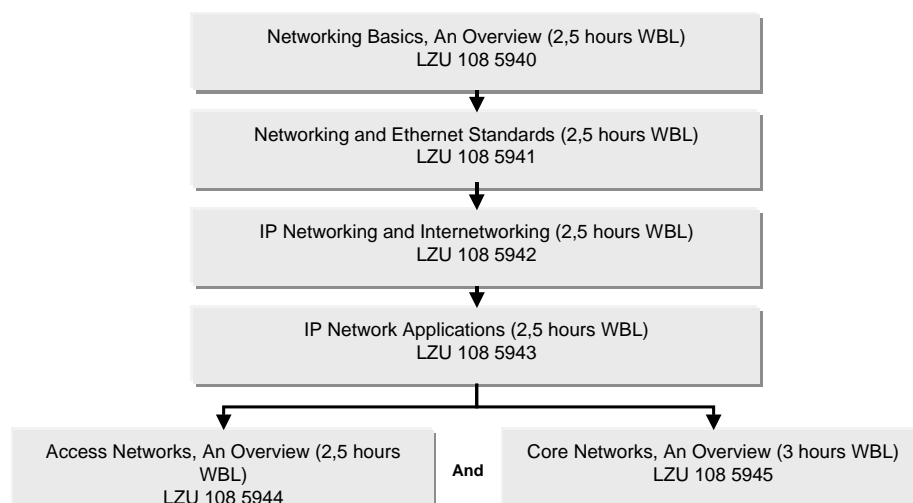 Networking Basics, An Overview (2,5 hours WBL)
LZU 108 5940
Networking and Ethernet Standards (2,5 hours WBL)
LZU 108 5941
IP Networking and Internetworking (2,5 hours WBL)
LZU 108 5942
IP Network Applications (2,5 hours WBL)
LZU 108 5943
Access Networks, An Overview (2,5 hours
WBL)
LZU 108 5944
And
Core Networks, An Overview (3 hours WBL)
LZU 108 5945